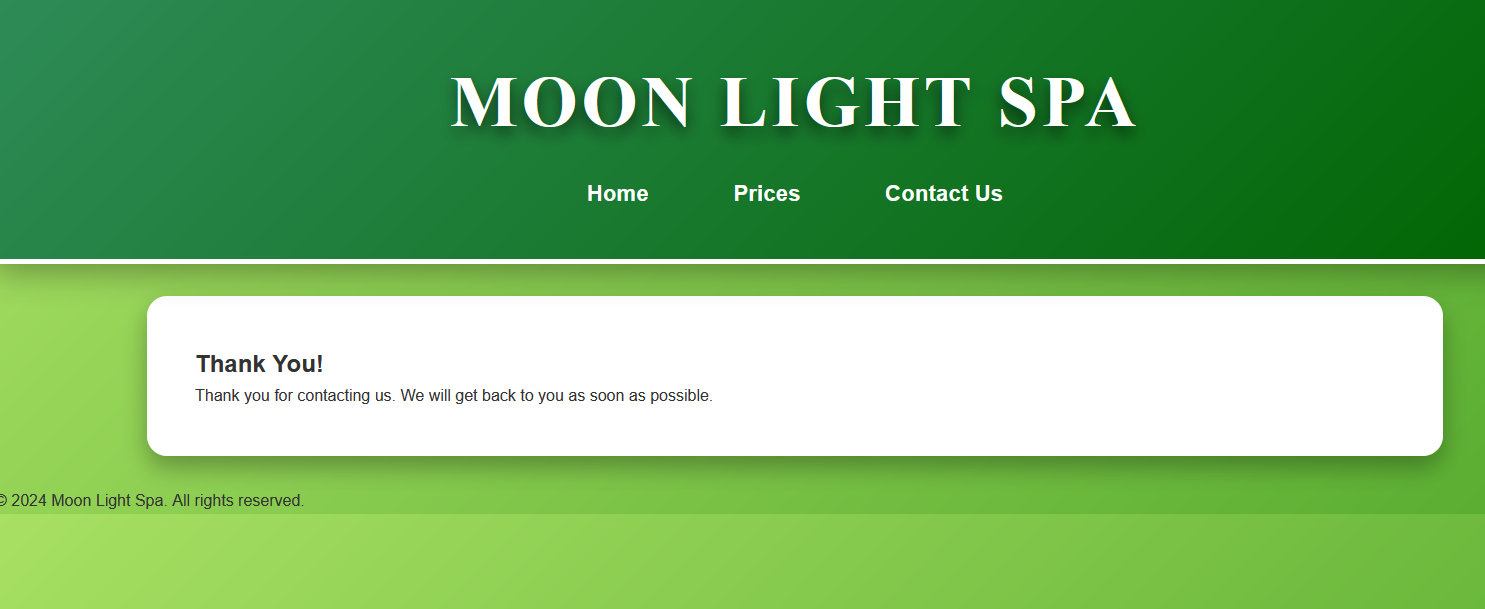 MOON LIGHT SPA
Home Prices Contact Us
Thank You!
Thank you for contacting us. We will get back to you as soon as possible.
© 2024 Moon Light Spa. All rights reserved.